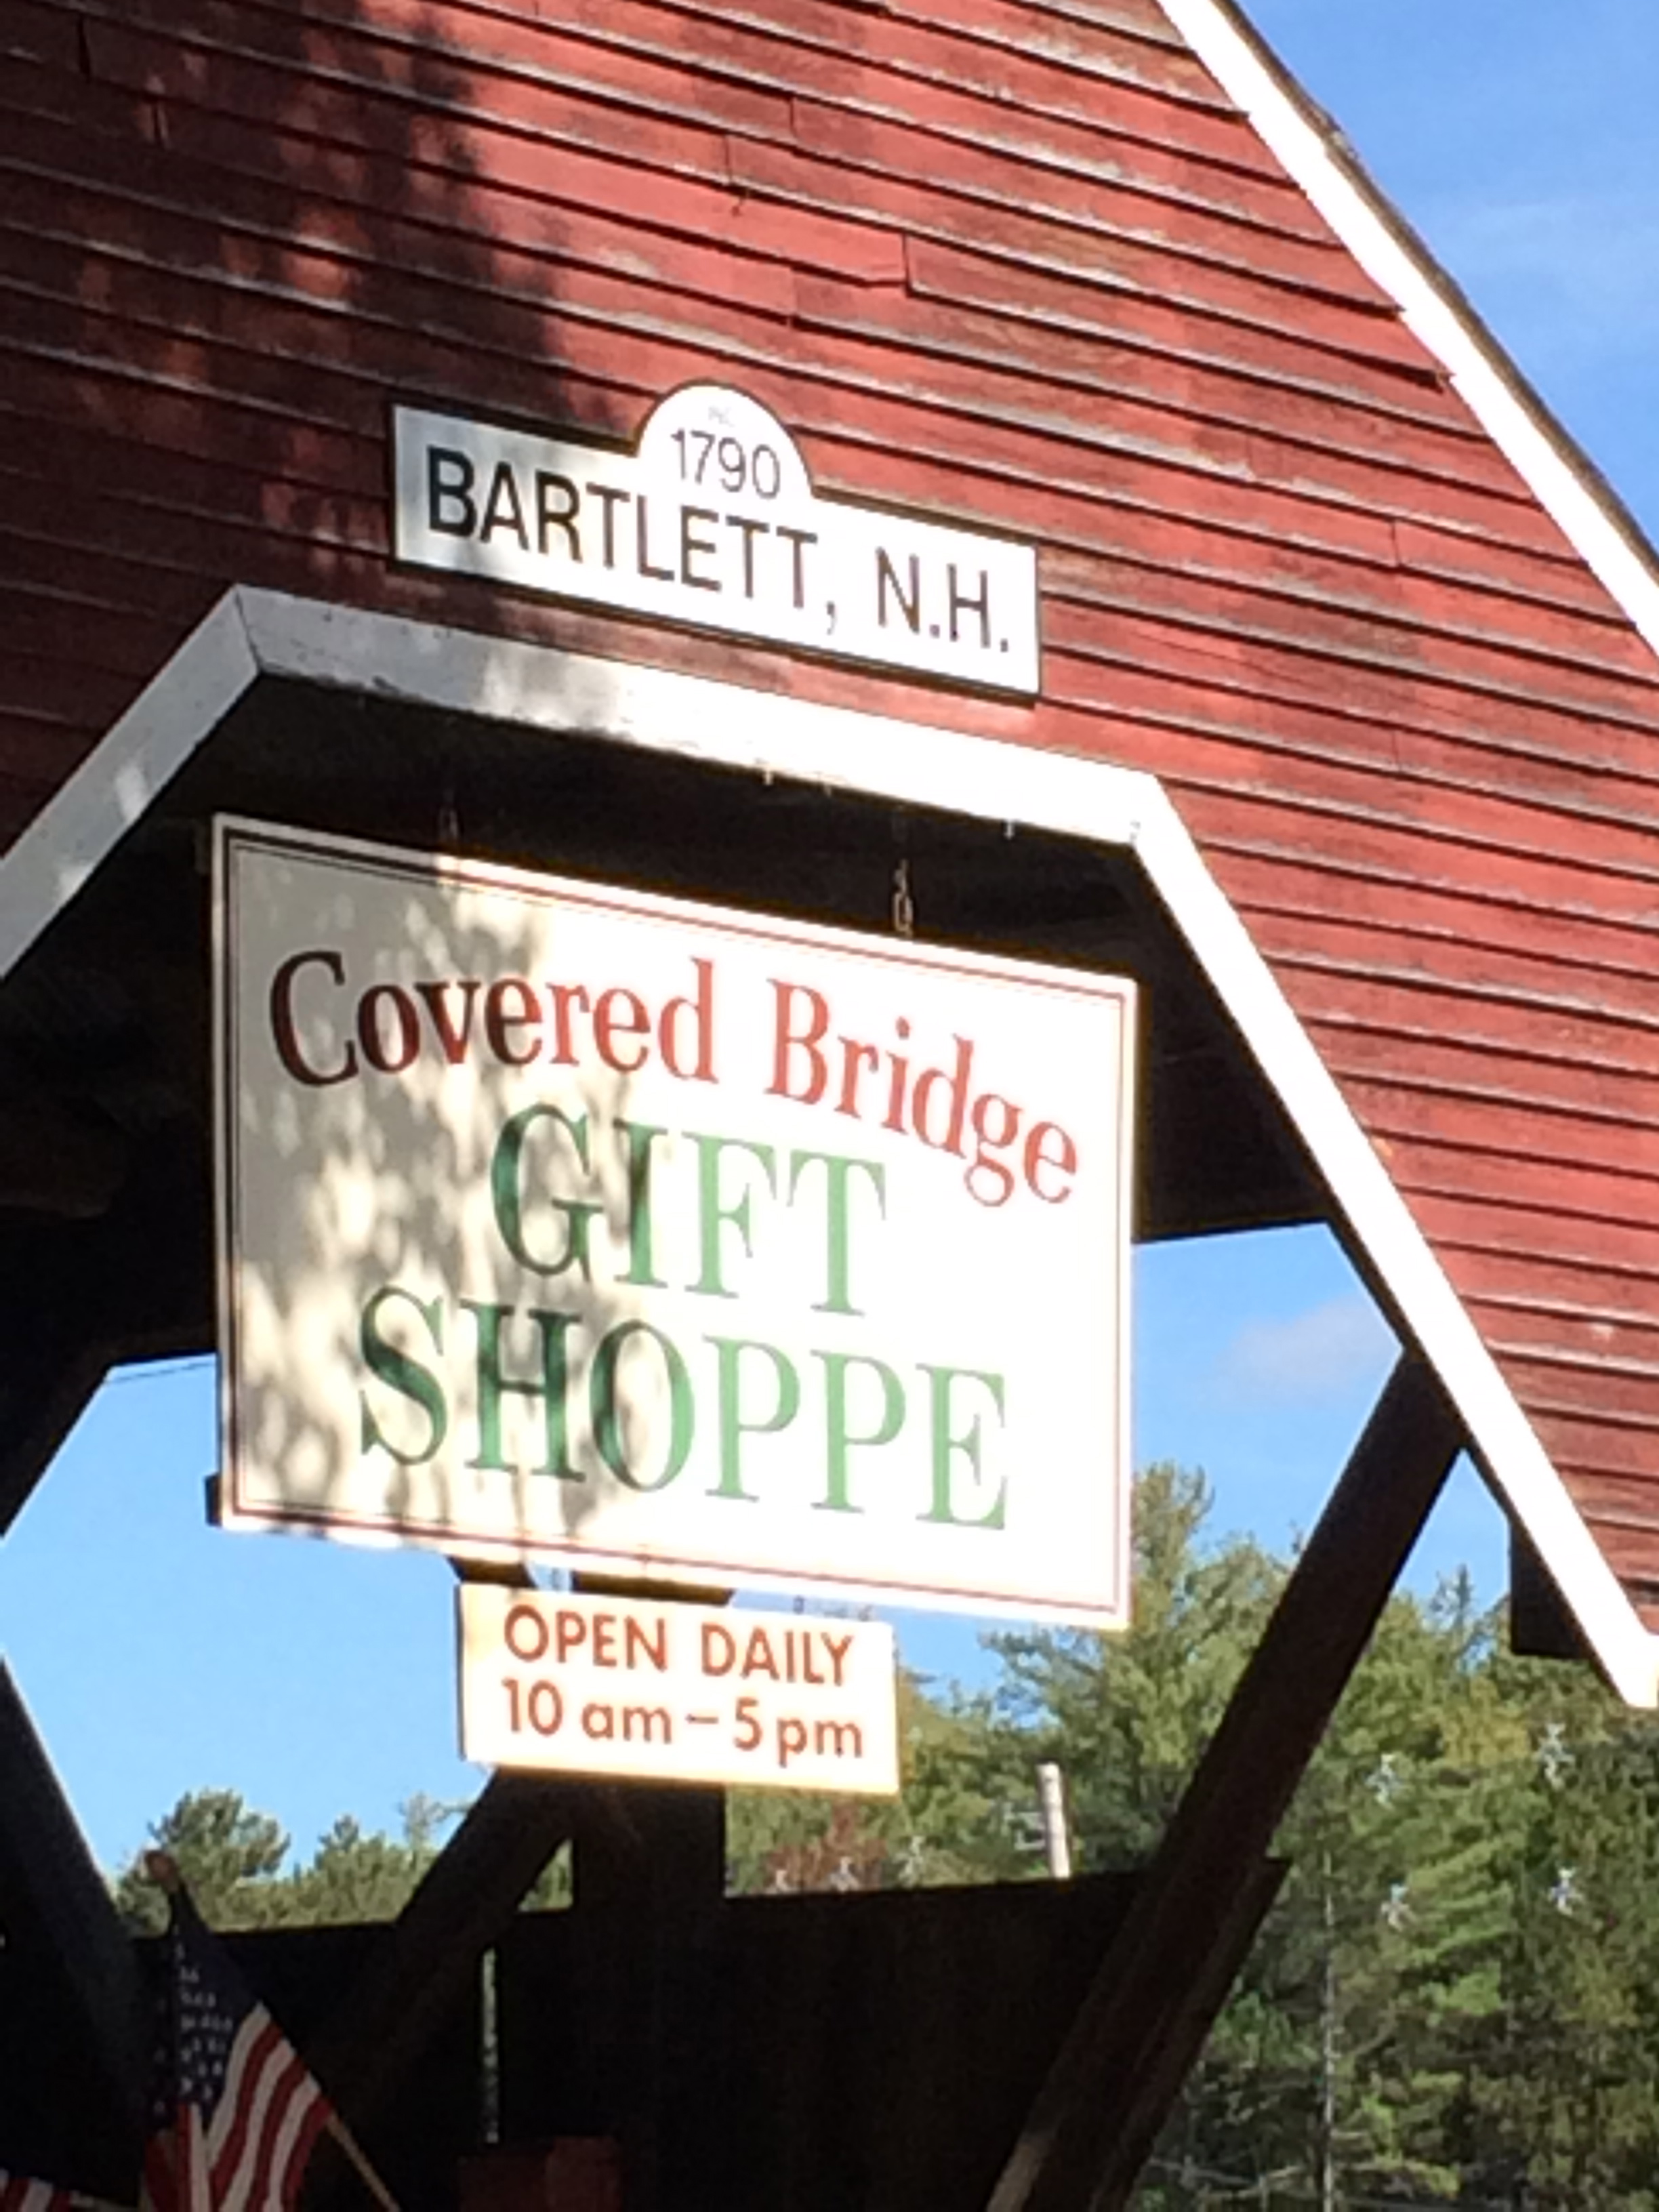 1790
BARTLETT, N.H.
Covered Bridge
GIFT
SHOPPE
OPEN DAILY
10 am - 5 pm